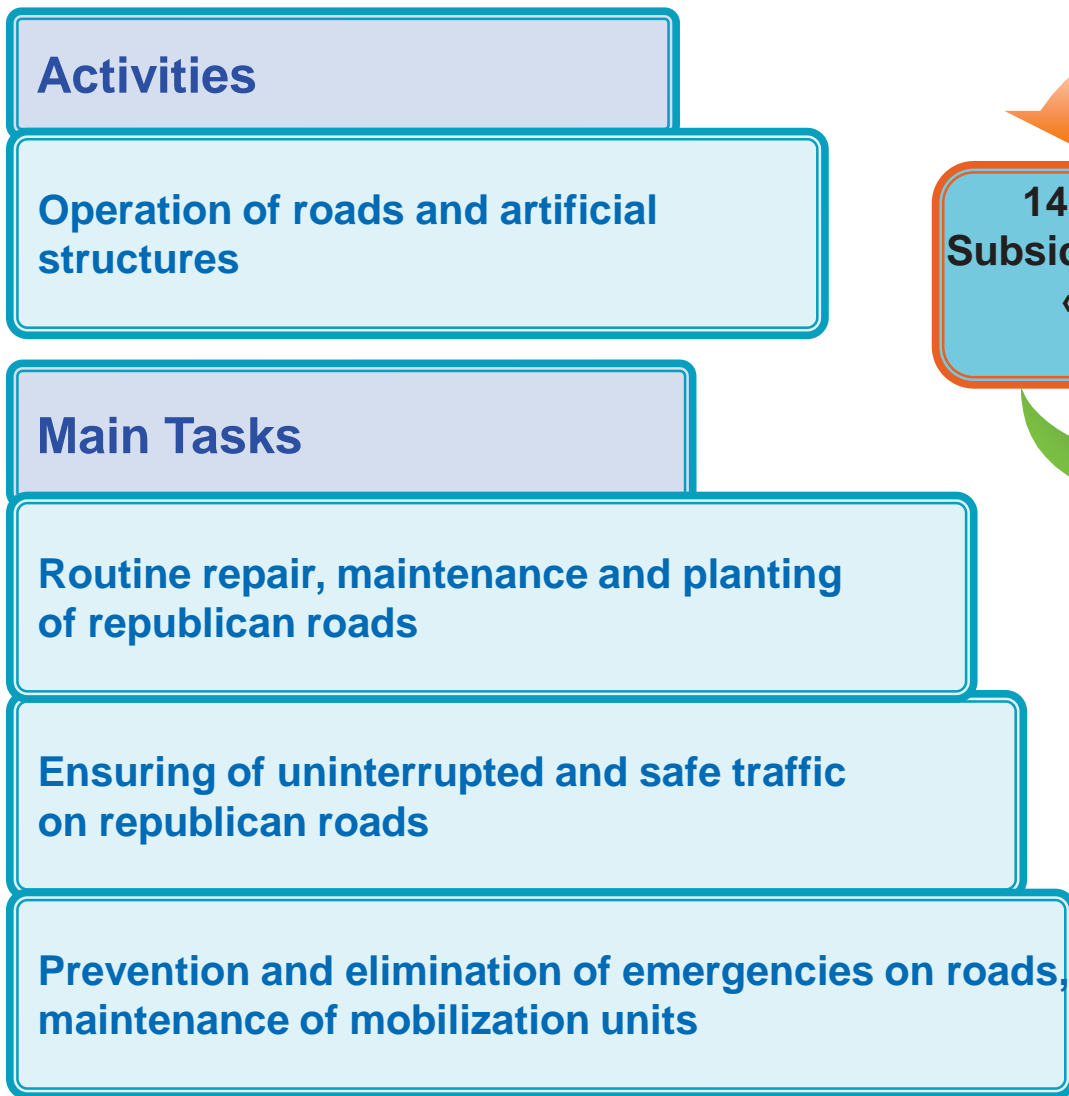 Activities
Operation of roads and artificial
structures
Main Tasks
Routine repair, maintenance and planting
of republican roads
Ensuring of uninterrupted and safe traffic
on republican roads
Prevention and elimination of emergencies on roads,
maintenance of mobilization units
14
«